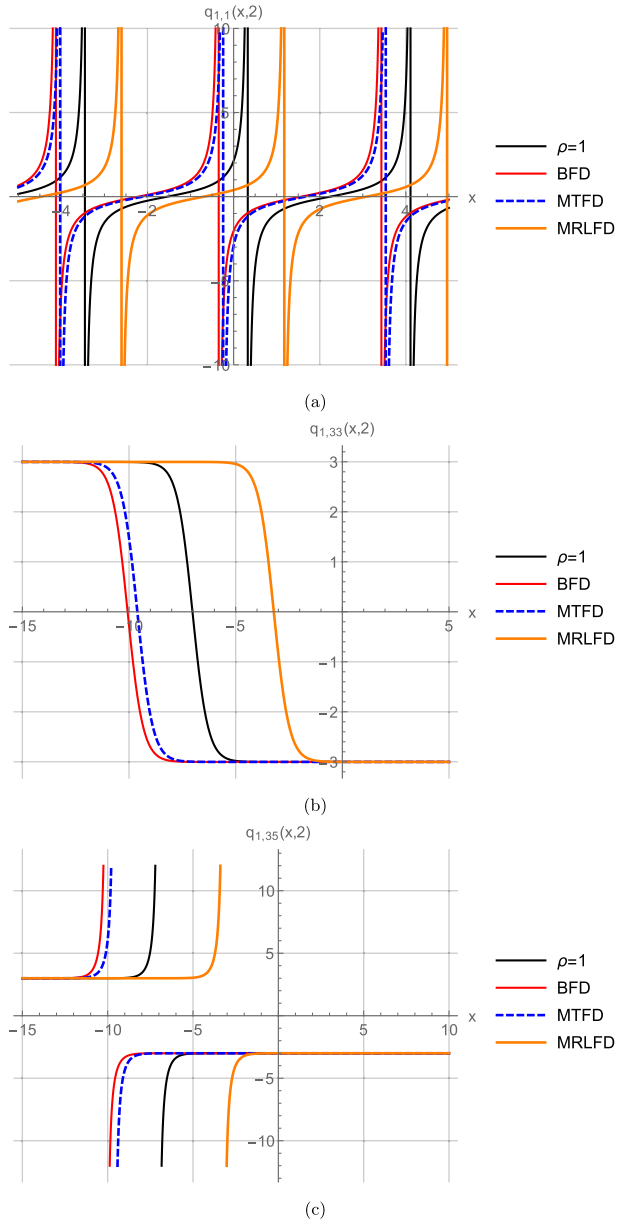 q1,1(x,2)
10
5
x
-4
-2
2
4
-5
-10
ρ=1
BFD
MTFD
MRLFD
(a)
q1,33(x,2)
3
2
1
x
-15
-10
-5
5
-1
-2
-3
ρ=1
BFD
MTFD
MRLFD
(b)
q1,35(x,2)
10
5
x
-15
-10
-5
5
10
-5
-10
ρ=1
BFD
MTFD
MRLFD
(c)